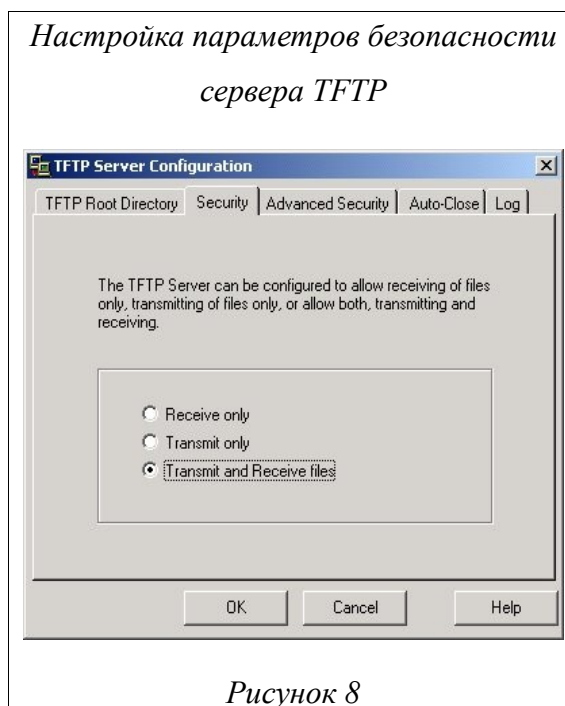 Настройка параметров безопасности
сервера TFTP
TFTP Server Configuration
TFTP Root Directory Security Advanced Security Auto-Close Log
The TFTP Server can be configured to allow receiving of files
only, transmitting of files only, or allow both, transmitting and
receiving.
Receive only
Transmit only
Transmit and Receive files
OK Cancel Help
Рисунок 8